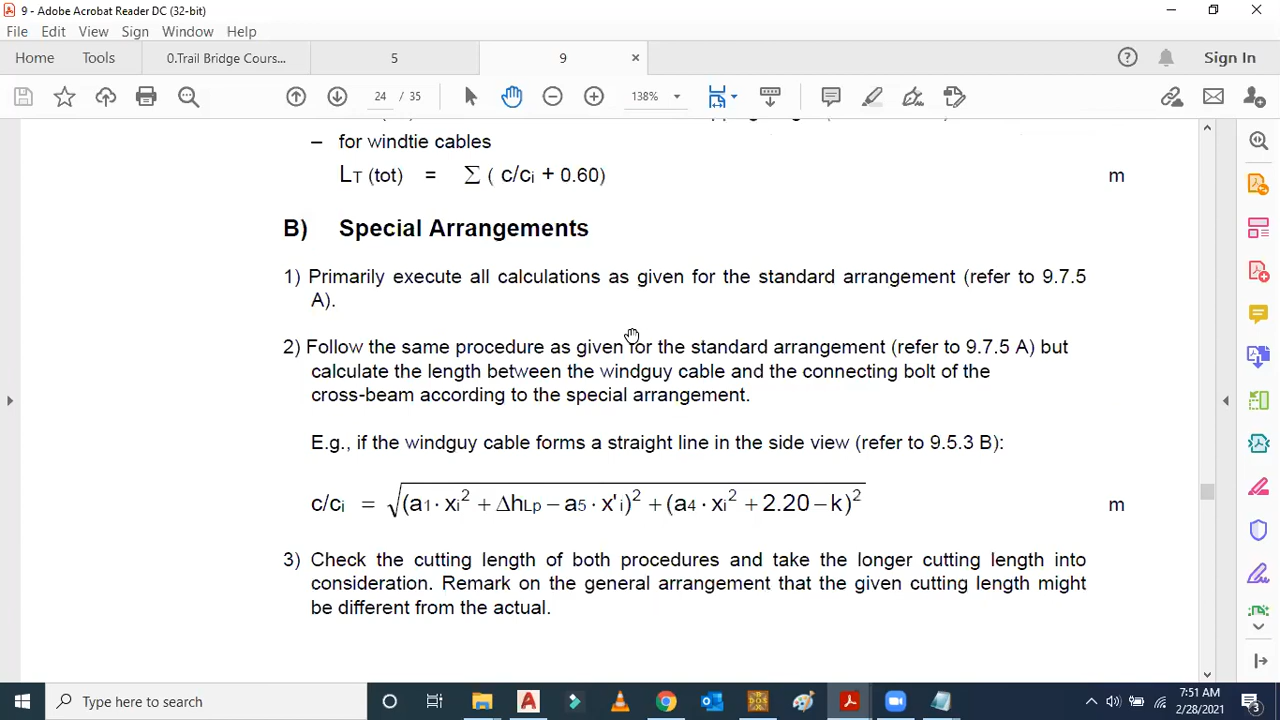 9 - Adobe Acrobat Reader DC (32-bit)
File Edit View Sign Window Help
Home Tools 0.Trail Bridge Cours... 5 9 × Sign In
24 / 35 138%
– for windtie cables
LT (tot) = ∑ ( c/ci + 0.60) m
B) Special Arrangements
1) Primarily execute all calculations as given for the standard arrangement (refer to 9.7.5
A).
2) Follow the same procedure as given for the standard arrangement (refer to 9.7.5 A) but
calculate the length between the windguy cable and the connecting bolt of the
cross-beam according to the special arrangement.
E.g., if the windguy cable forms a straight line in the side view (refer to 9.5.3 B):
c/ci = √(a1 · xi² + ΔhLp – a5 · x'i)² + (a4 · xi² + 2.20 – k)² m
3) Check the cutting length of both procedures and take the longer cutting length into
consideration. Remark on the general arrangement that the given cutting length might
be different from the actual.
Type here to search
7:51 AM
2/28/2021
3